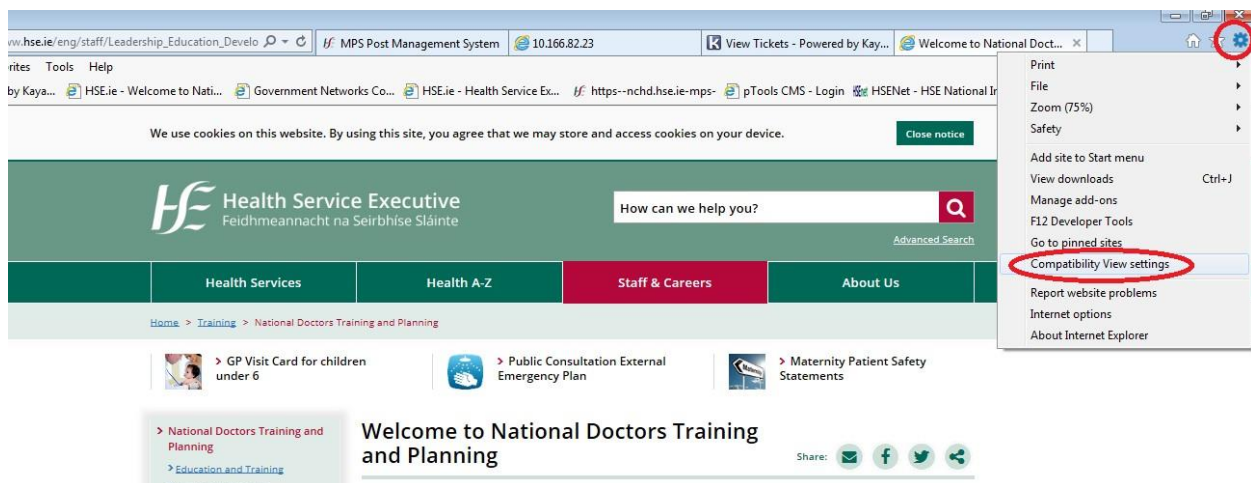 vw.hse.ie/eng/staff/Leadership_Education_Develo MPS Post Management System 10.166.82.23 View Tickets - Powered by Kay... Welcome to National Doct...
rites Tools Help
by Kaya... HSE.ie - Welcome to Nati... Government Networks Co... HSE.ie - Health Service Ex... https--nchd.hse.ie-mps- pTools CMS - Login HSENet - HSE National Ir
Print
File
Zoom (75%)
Safety
Add site to Start menu
View downloads Ctrl+J
Manage add-ons
F12 Developer Tools
Go to pinned sites
Compatibility View settings
Report website problems
Internet options
About Internet Explorer
We use cookies on this website. By using this site, you agree that we may store and access cookies on your device. Close notice
Health Service Executive
Feidhmeannacht na Seirbhíse Sláinte
How can we help you?
Advanced Search
Health Services Health A-Z Staff & Careers About Us
Home > Training > National Doctors Training and Planning
> GP Visit Card for children
under 6
> Public Consultation External
Emergency Plan
> Maternity Patient Safety
Statements
> National Doctors Training and
Planning
> Education and Training
Welcome to National Doctors Training
and Planning
Share: